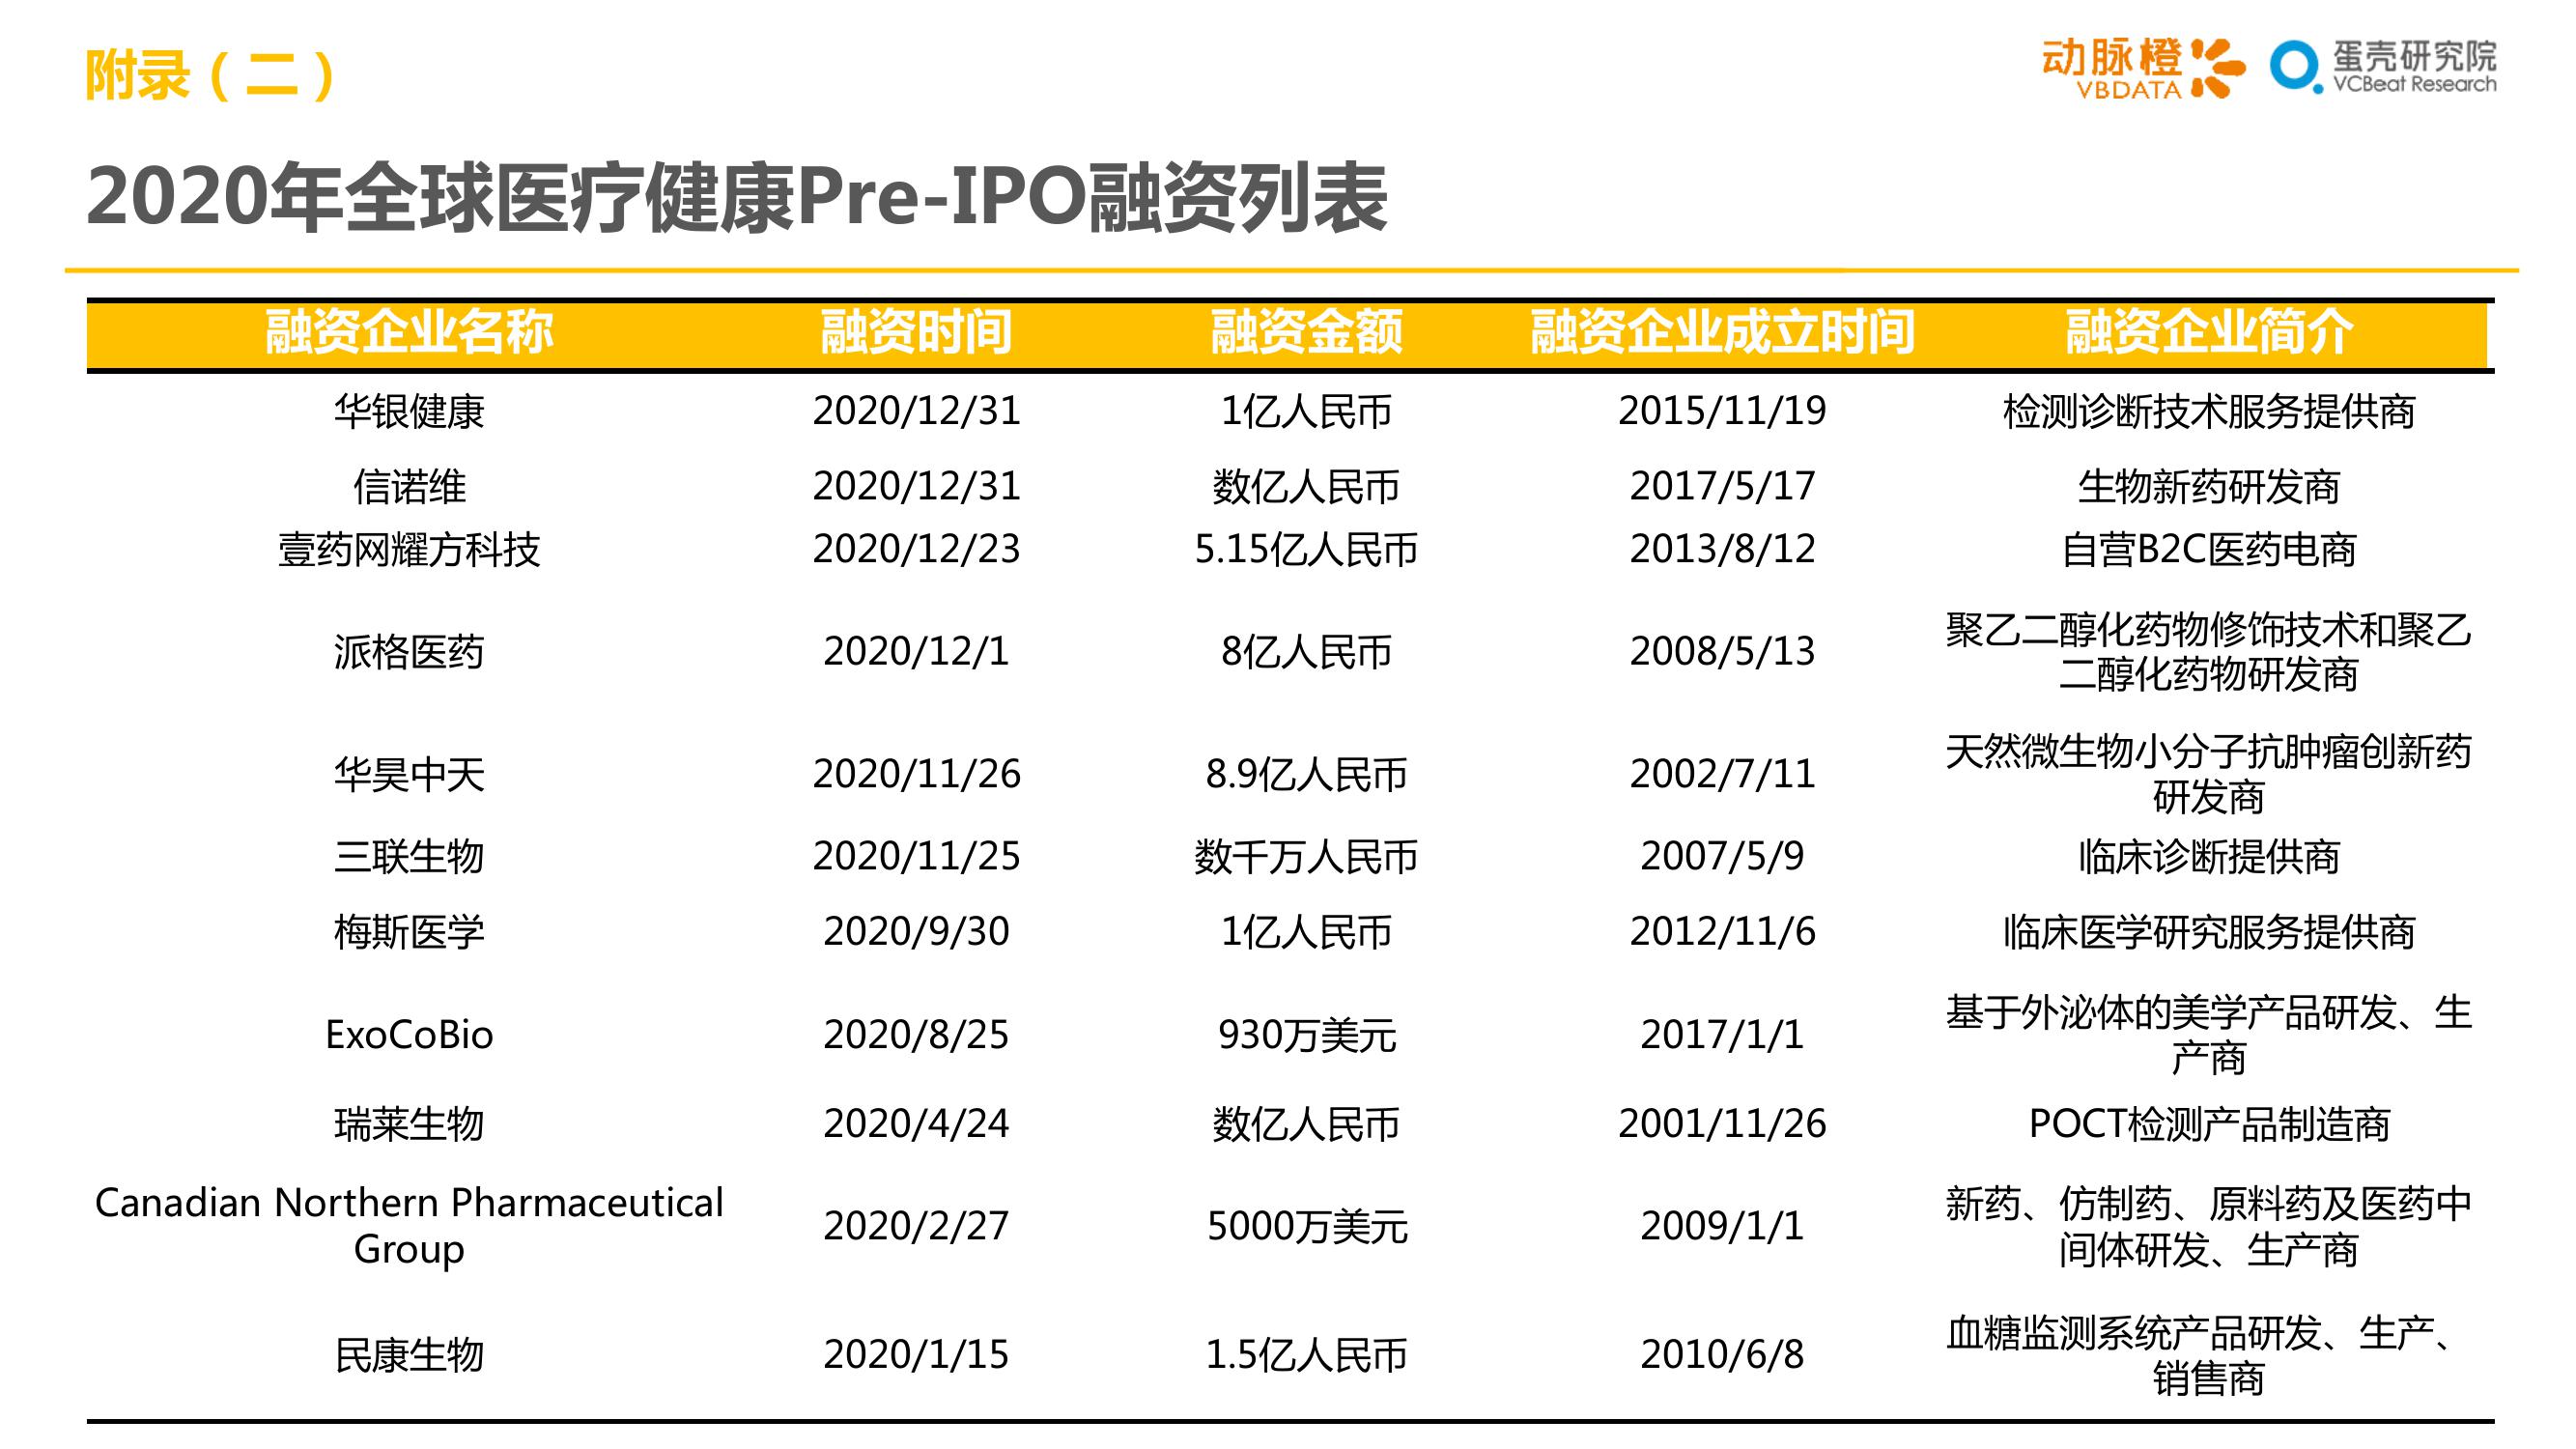 附录（二）
动脉橙
VBDATA
蛋壳研究院
VCBeat Research
2020年全球医疗健康Pre-IPO融资列表
融资企业名称 融资时间 融资金额 融资企业成立时间 融资企业简介
华银健康 2020/12/31 1亿人民币 2015/11/19 检测诊断技术服务提供商
信诺维 2020/12/31 数亿人民币 2017/5/17 生物新药研发商
壹药网耀方科技 2020/12/23 5.15亿人民币 2013/8/12 自营B2C医药电商
派格医药 2020/12/1 8亿人民币 2008/5/13 聚乙二醇化药物修饰技术和聚乙
二醇化药物研发商
华昊中天 2020/11/26 8.9亿人民币 2002/7/11 天然微生物小分子抗肿瘤创新药
研发商
三联生物 2020/11/25 数千万人民币 2007/5/9 临床诊断提供商
梅斯医学 2020/9/30 1亿人民币 2012/11/6 临床医学研究服务提供商
ExoCoBio 2020/8/25 930万美元 2017/1/1 基于外泌体的美学产品研发、生
产商
瑞莱生物 2020/4/24 数亿人民币 2001/11/26 POCT检测产品制造商
Canadian Northern Pharmaceutical
Group 2020/2/27 5000万美元 2009/1/1 新药、仿制药、原料药及医药中
间体研发、生产商
民康生物 2020/1/15 1.5亿人民币 2010/6/8 血糖监测系统产品研发、生产、
销售商